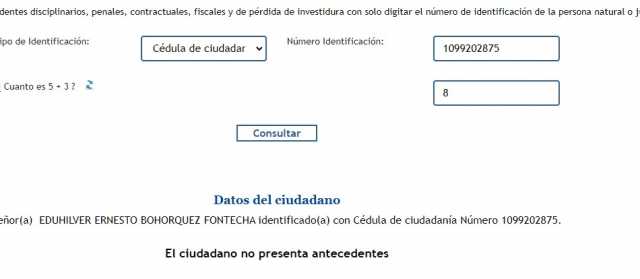 dentes disciplinarios, penales, contractuales, fiscales y de pérdida de investidura con solo digitar el número de identificación de la persona natural o j
ipo de Identificación:
Cédula de ciudadar
Número Identificación:
1099202875
Cuanto es 5 + 3 ?
8
Consultar
Datos del ciudadano
eñor(a) EDUHILVER ERNESTO BOHORQUEZ FONTECHA identificado(a) con Cédula de ciudadanía Número 1099202875.
El ciudadano no presenta antecedentes